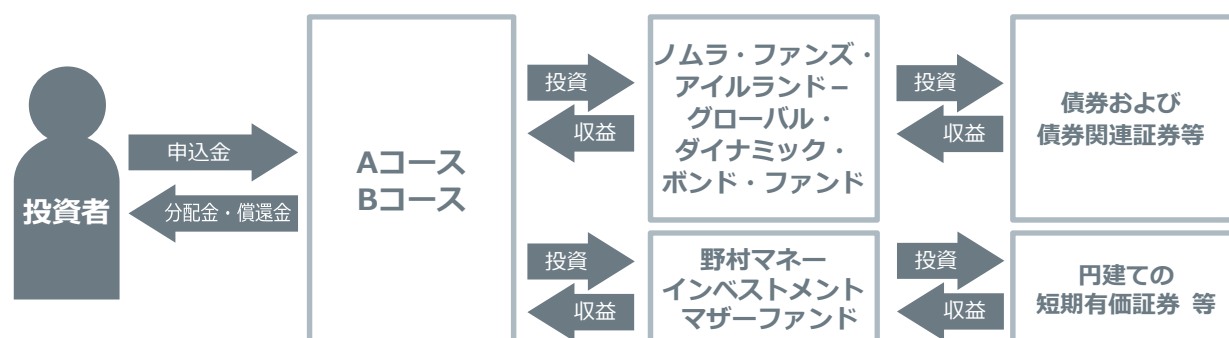 投資者
申込金
分配金・償還金
Aコース
Bコース
投資
収益
ノムラ・ファンズ・
アイルランド－
グローバル・
ダイナミック・
ボンド・ファンド
投資
収益
債券および
債券関連証券等
投資
収益
野村マネー
インベストメント
マザーファンド
投資
収益
円建ての
短期有価証券 等